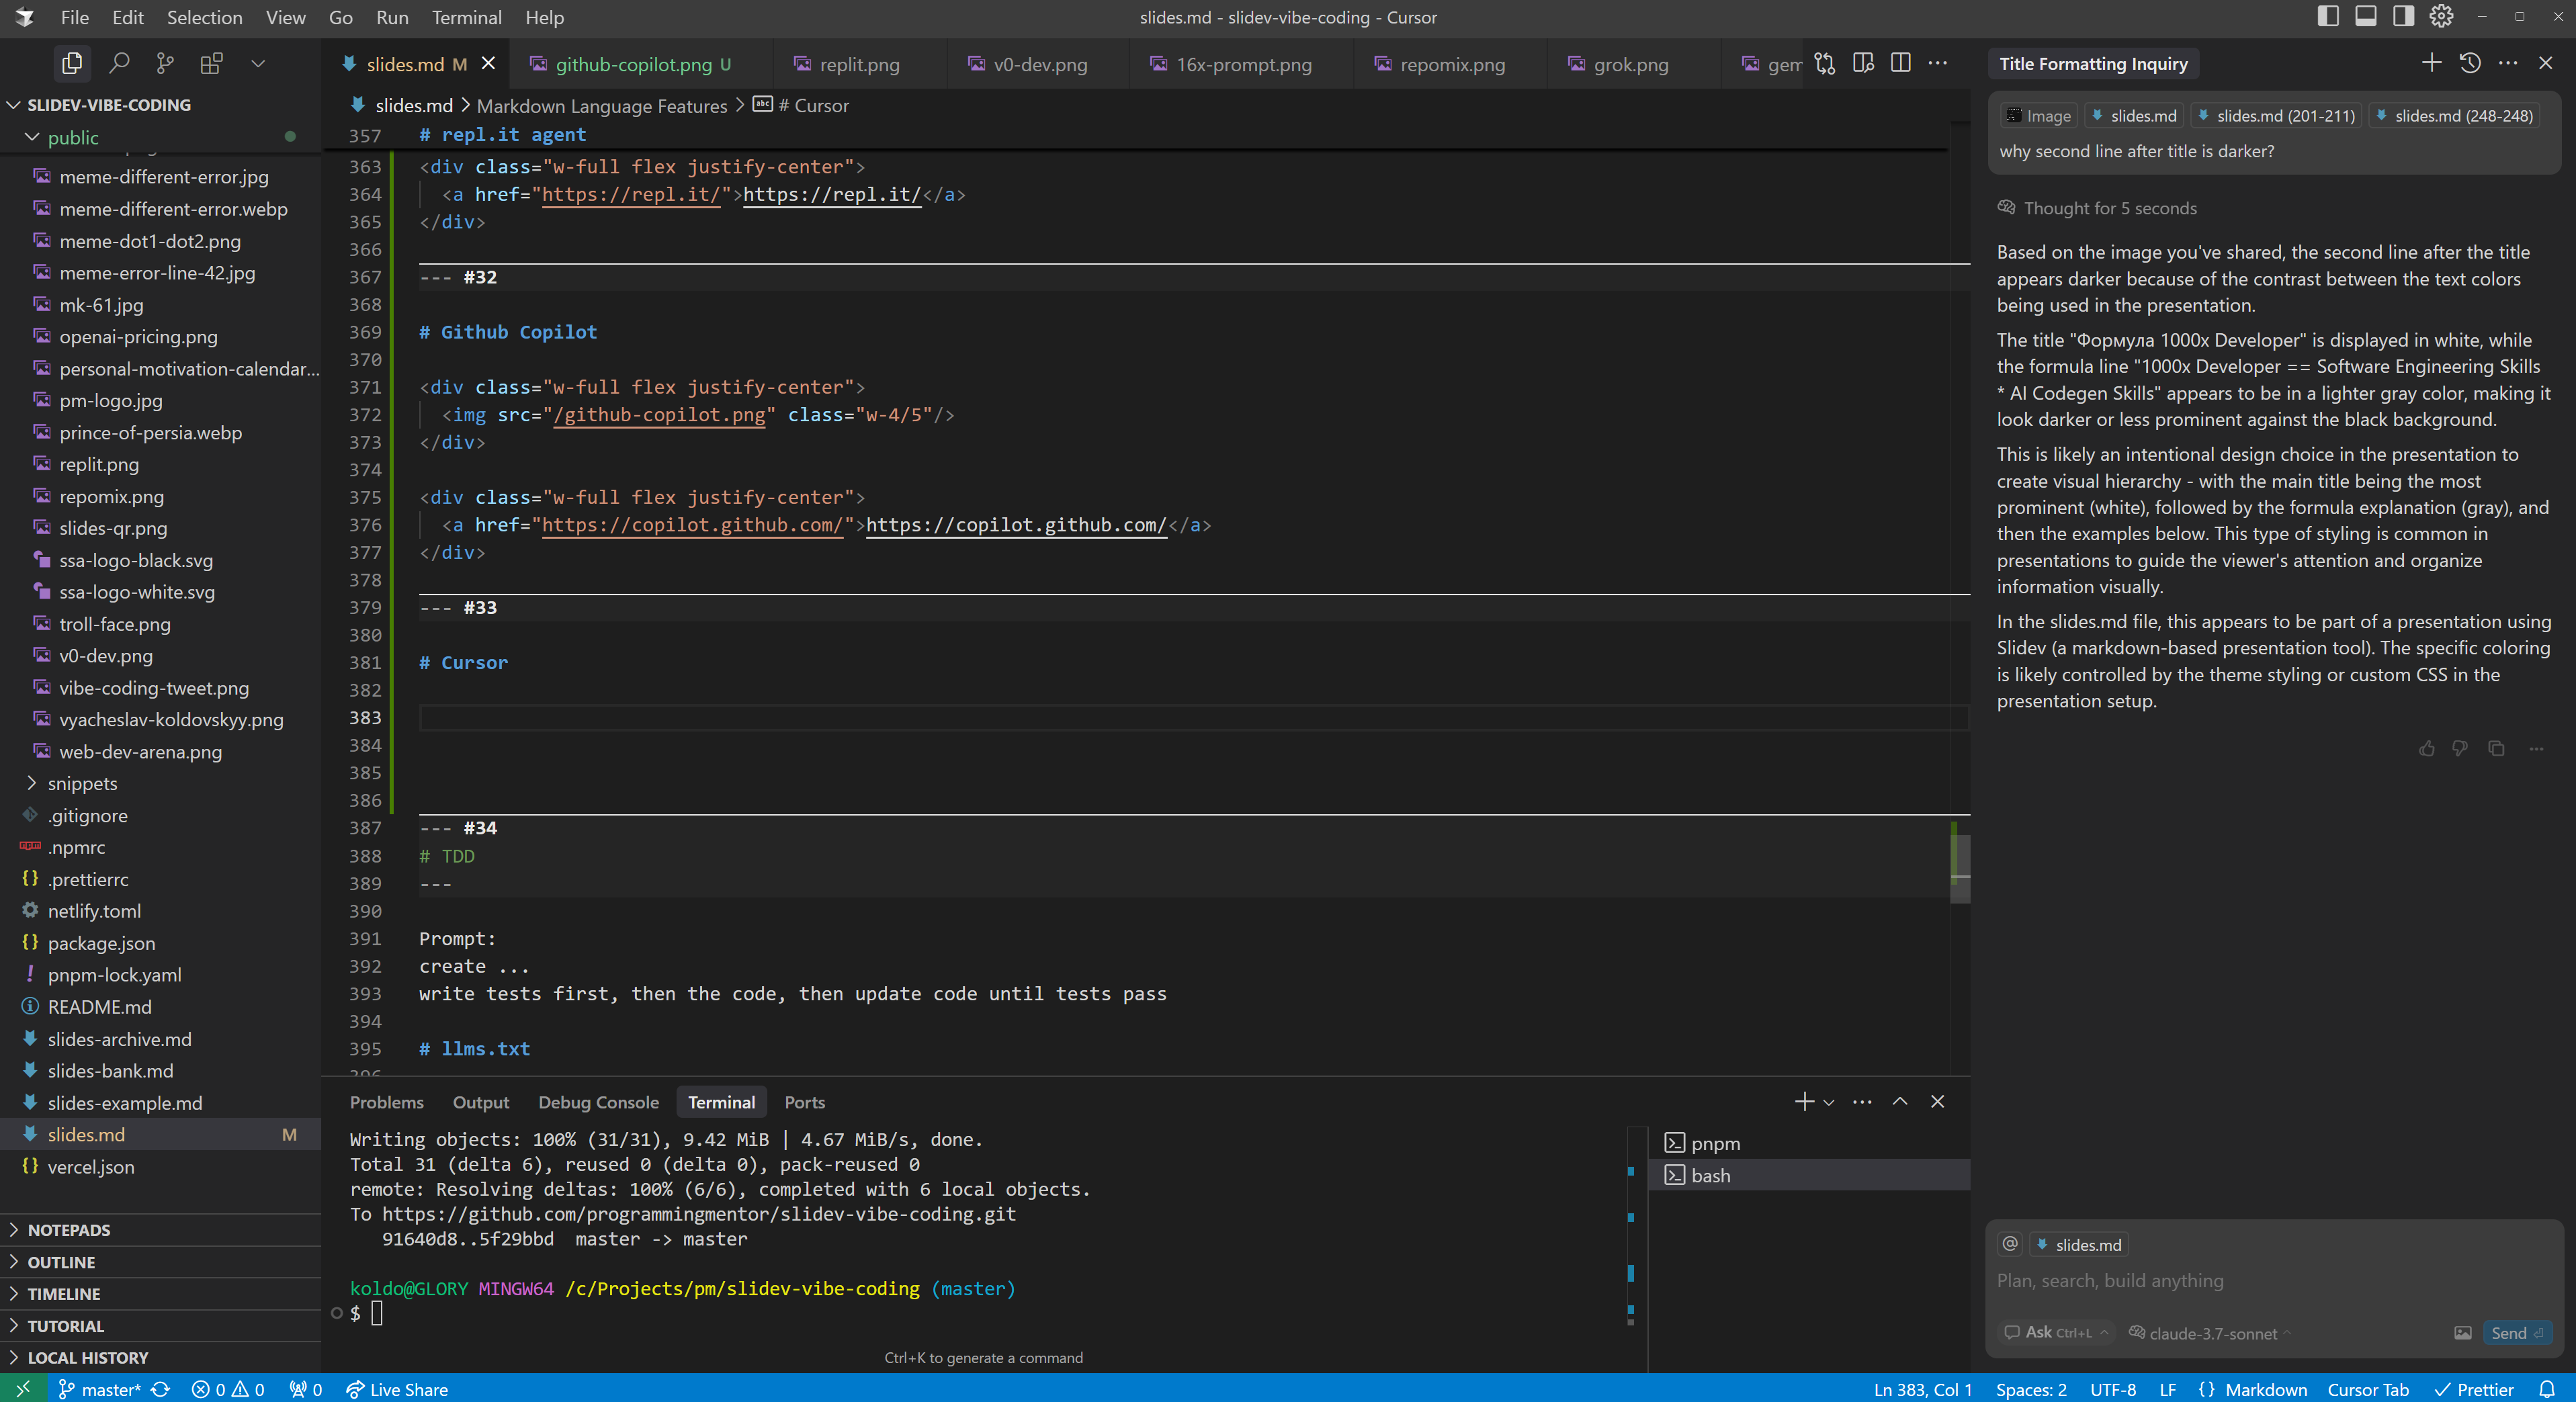 File Edit Selection View Go Run Terminal Help
slides.md - slidev-vibe-coding - Cursor
slides.md M
github-copilot.png U
replit.png
v0-dev.png
16x-prompt.png
repomix.png
grok.png
gem
SLIDEV-VIBE-CODING
public
meme-different-error.jpg
meme-different-error.webp
meme-dot1-dot2.png
meme-error-line-42.jpg
mk-61.jpg
openai-pricing.png
personal-motivation-calendar...
pm-logo.jpg
prince-of-persia.webp
replit.png
repomix.png
slides-qr.png
ssa-logo-black.svg
ssa-logo-white.svg
troll-face.png
v0-dev.png
vibe-coding-tweet.png
vyacheslav-koldovskyy.png
web-dev-arena.png
snippets
.gitignore
.npmrc
.prettierrc
netlify.toml
package.json
pnpm-lock.yaml
README.md
slides-archive.md
slides-bank.md
slides-example.md
slides.md M
vercel.json
NOTEPADS
OUTLINE
TIMELINE
TUTORIAL
LOCAL HISTORY
slides.md > Markdown Language Features > # Cursor
357 # repl.it agent
363 <div class="w-full flex justify-center">
364 <a href="https://repl.it/">https://repl.it/</a>
365 </div>
366
367 --- #32
368
369 # Github Copilot
370
371 <div class="w-full flex justify-center">
372 <img src="/github-copilot.png" class="w-4/5"/>
373 </div>
374
375 <div class="w-full flex justify-center">
376 <a href="https://copilot.github.com/">https://copilot.github.com/</a>
377 </div>
378
379 --- #33
380
381 # Cursor
382
383
384
385
386
387 --- #34
388 # TDD
389 ---
390
391 Prompt:
392 create ...
393 write tests first, then the code, then update code until tests pass
394
395 # llms.txt
396
Problems Output Debug Console Terminal Ports
Writing objects: 100% (31/31), 9.42 MiB | 4.67 MiB/s, done.
Total 31 (delta 6), reused 0 (delta 0), pack-reused 0
remote: Resolving deltas: 100% (6/6), completed with 6 local objects.
To https://github.com/programmingmentor/slidev-vibe-coding.git
91640d8..5f29bbd master -> master
koldo@GLORY MINGW64 /c/Projects/pm/slidev-vibe-coding (master)
$
Ctrl+K to generate a command
pnpm
bash
Title Formatting Inquiry
Image slides.md slides.md (201-211) slides.md (248-248)
why second line after title is darker?
Thought for 5 seconds
Based on the image you've shared, the second line after the title
appears darker because of the contrast between the text colors
being used in the presentation.
The title "Формула 1000x Developer" is displayed in white, while
the formula line "1000x Developer == Software Engineering Skills
* AI Codegen Skills" appears to be in a lighter gray color, making it
look darker or less prominent against the black background.
This is likely an intentional design choice in the presentation to
create visual hierarchy - with the main title being the most
prominent (white), followed by the formula explanation (gray), and
then the examples below. This type of styling is common in
presentations to guide the viewer's attention and organize
information visually.
In the slides.md file, this appears to be part of a presentation using
Slidev (a markdown-based presentation tool). The specific coloring
is likely controlled by the theme styling or custom CSS in the
presentation setup.
@ slides.md
Plan, search, build anything
Ask Ctrl+L claude-3.7-sonnet Send
master* 0 0 0 Live Share
Ln 383, Col 1 Spaces: 2 UTF-8 LF {} Markdown Cursor Tab Prettier